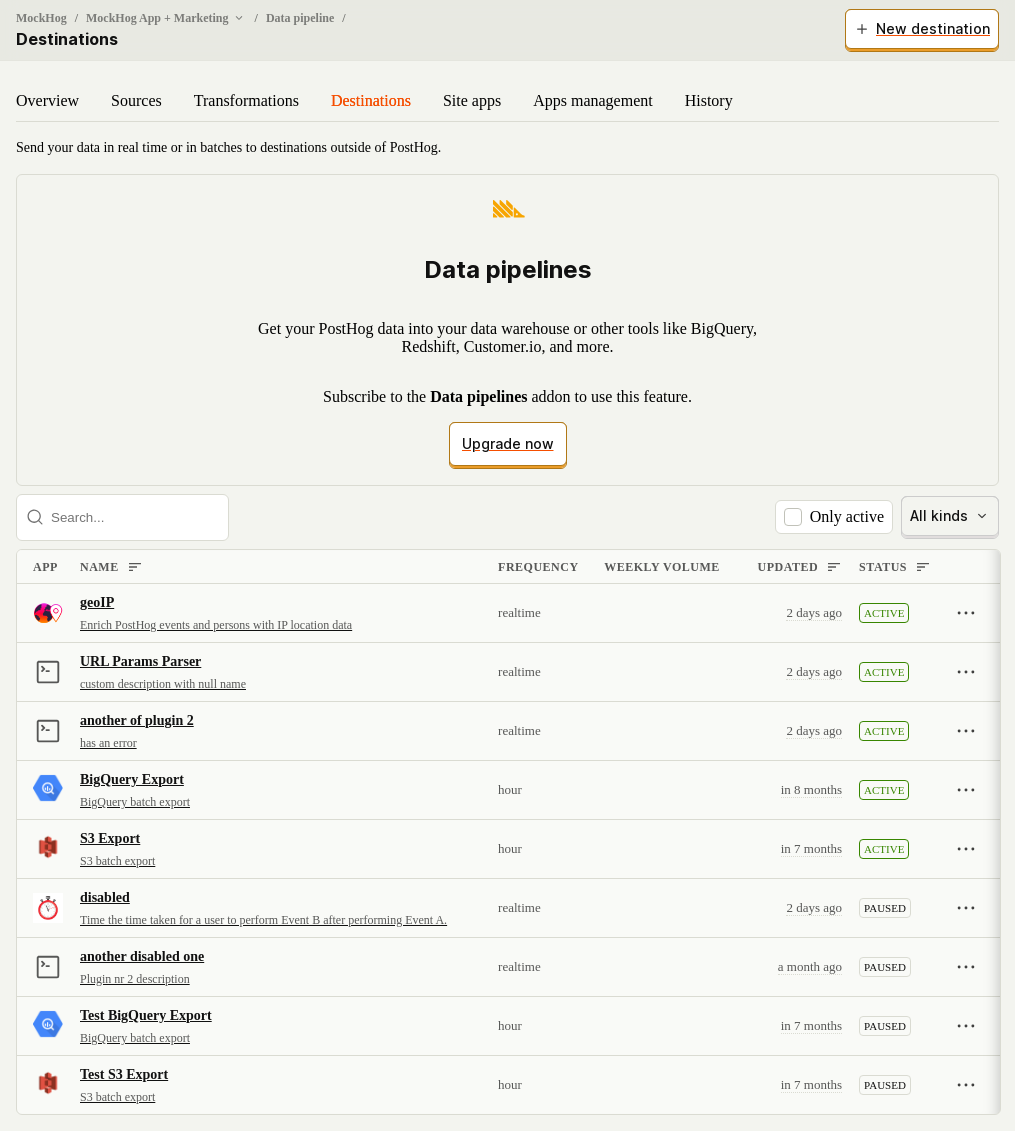 MockHog / MockHog App + Marketing / Data pipeline /
Destinations
New destination
Overview Sources Transformations Destinations Site apps Apps management History
Send your data in real time or in batches to destinations outside of PostHog.
Data pipelines
Get your PostHog data into your data warehouse or other tools like BigQuery,
Redshift, Customer.io, and more.
Subscribe to the Data pipelines addon to use this feature.
Upgrade now
Search... Only active All kinds
APP NAME FREQUENCY WEEKLY VOLUME UPDATED STATUS
geoIP
Enrich PostHog events and persons with IP location data
realtime 2 days ago ACTIVE
URL Params Parser
custom description with null name
realtime 2 days ago ACTIVE
another of plugin 2
has an error
realtime 2 days ago ACTIVE
BigQuery Export
BigQuery batch export
hour in 8 months ACTIVE
S3 Export
S3 batch export
hour in 7 months ACTIVE
disabled
Time the time taken for a user to perform Event B after performing Event A.
realtime 2 days ago PAUSED
another disabled one
Plugin nr 2 description
realtime a month ago PAUSED
Test BigQuery Export
BigQuery batch export
hour in 7 months PAUSED
Test S3 Export
S3 batch export
hour in 7 months PAUSED